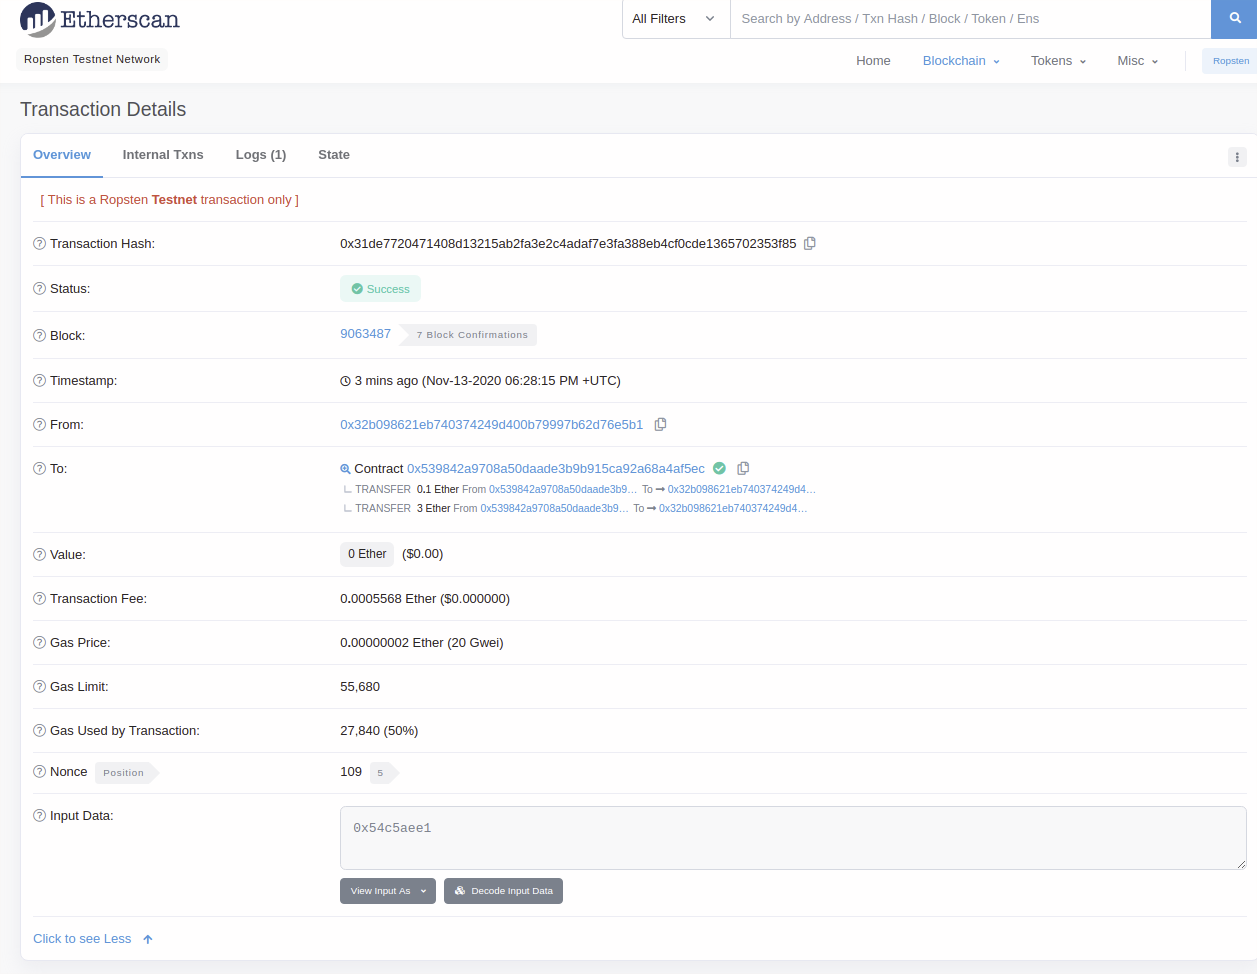 Etherscan
All Filters
Search by Address / Txn Hash / Block / Token / Ens
Ropsten Testnet Network
Home Blockchain Tokens Misc Ropsten
Transaction Details
Overview Internal Txns Logs (1) State
[ This is a Ropsten Testnet transaction only ]
Transaction Hash: 0x31de7720471408d13215ab2fa3e2c4adaf7e3fa388eb4cf0cde1365702353f85
Status: Success
Block: 9063487 7 Block Confirmations
Timestamp: 3 mins ago (Nov-13-2020 06:28:15 PM +UTC)
From: 0x32b098621eb740374249d400b79997b62d76e5b1
To: Contract 0x539842a9708a50daade3b9b915ca92a68a4af5ec
TRANSFER 0.1 Ether From 0x539842a9708a50daade3b9... To → 0x32b098621eb740374249d4...
TRANSFER 3 Ether From 0x539842a9708a50daade3b9... To → 0x32b098621eb740374249d4...
Value: 0 Ether ($0.00)
Transaction Fee: 0.0005568 Ether ($0.000000)
Gas Price: 0.00000002 Ether (20 Gwei)
Gas Limit: 55,680
Gas Used by Transaction: 27,840 (50%)
Nonce Position 109 5
Input Data: 0x54c5aee1
View Input As Decode Input Data
Click to see Less